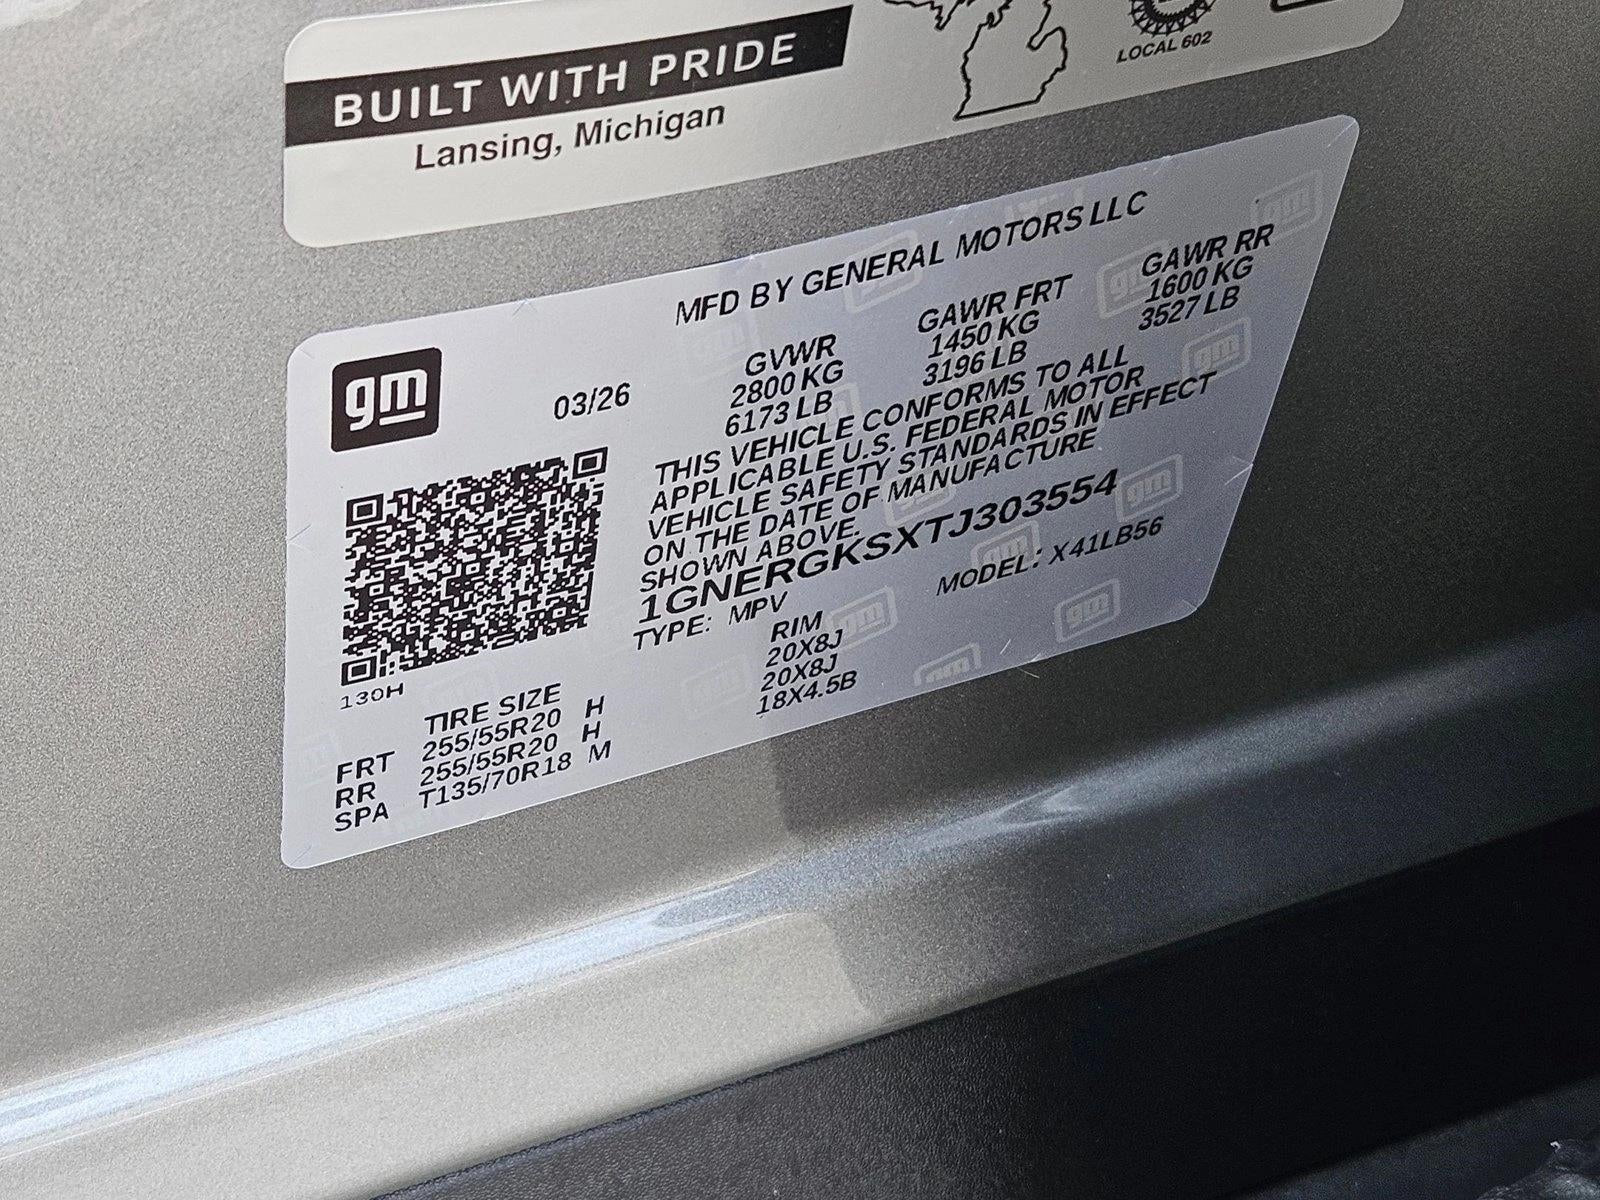 BUILT WITH PRIDE
Lansing, Michigan
LOCAL 602
MFD BY GENERAL MOTORS LLC
gm
03/26
GVWR GAWR FRT GAWR RR
2800 KG 1450 KG 1600 KG
6173 LB 3196 LB 3527 LB
THIS VEHICLE CONFORMS TO ALL
APPLICABLE U.S. FEDERAL MOTOR
VEHICLE SAFETY STANDARDS IN EFFECT
ON THE DATE OF MANUFACTURE
SHOWN ABOVE.
1GNERGKSXTJ303554
TYPE: MPV MODEL: X41LB56
130H
TIRE SIZE RIM
FRT 255/55R20 H 20X8J
RR 255/55R20 H 20X8J
SPA T135/70R18 M 18X4.5B